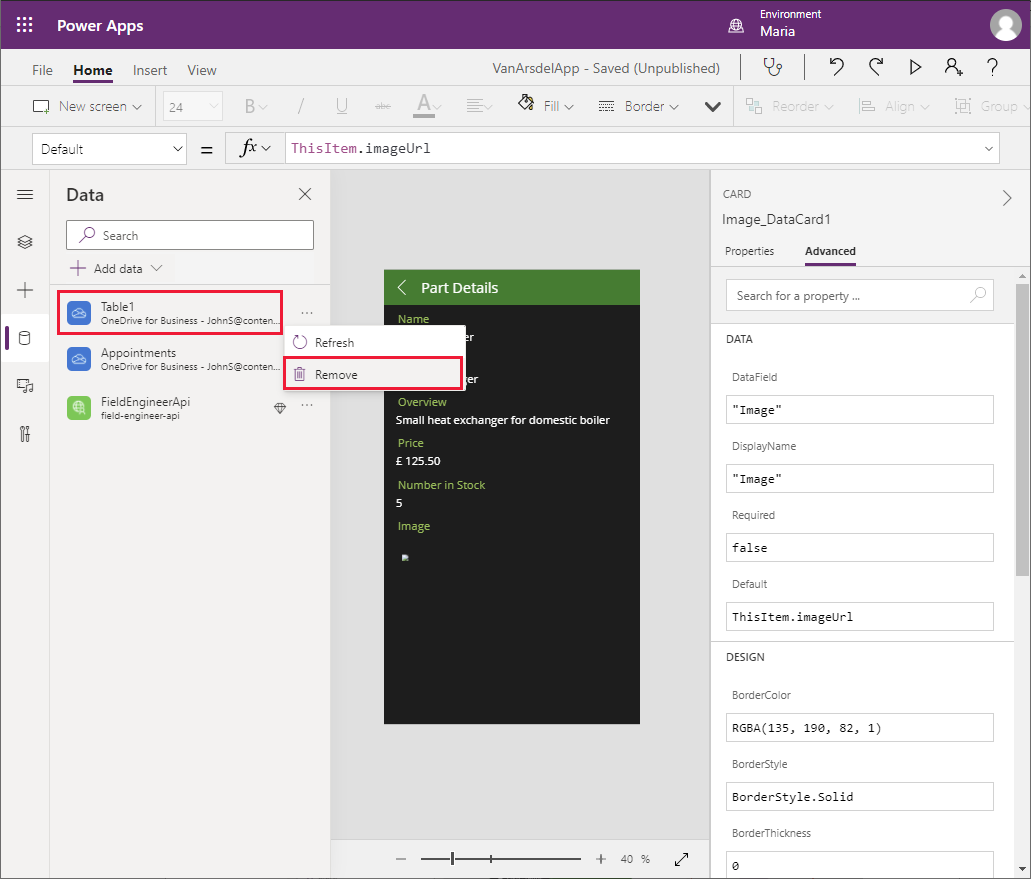 Power Apps
Environment
Maria
File
Home
Insert
View
VanArsdelApp - Saved (Unpublished)
New screen
24
B
/
U
abc
A
Fill
Border
Reorder
Align
Group
Default
=
fx
ThisItem.imageUrl
Data
Search
Add data
Table1
OneDrive for Business - JohnS@conten...
Appointments
OneDrive for Business - JohnS@conten...
FieldEngineerApi
field-engineer-api
Refresh
Remove
Part Details
Name
er
ger
Overview
Small heat exchanger for domestic boiler
Price
£ 125.50
Number in Stock
5
Image
40 %
CARD
Image_DataCard1
Properties
Advanced
Search for a property ...
DATA
DataField
"Image"
DisplayName
"Image"
Required
false
Default
ThisItem.imageUrl
DESIGN
BorderColor
RGBA(135, 190, 82, 1)
BorderStyle
BorderStyle.Solid
BorderThickness
0